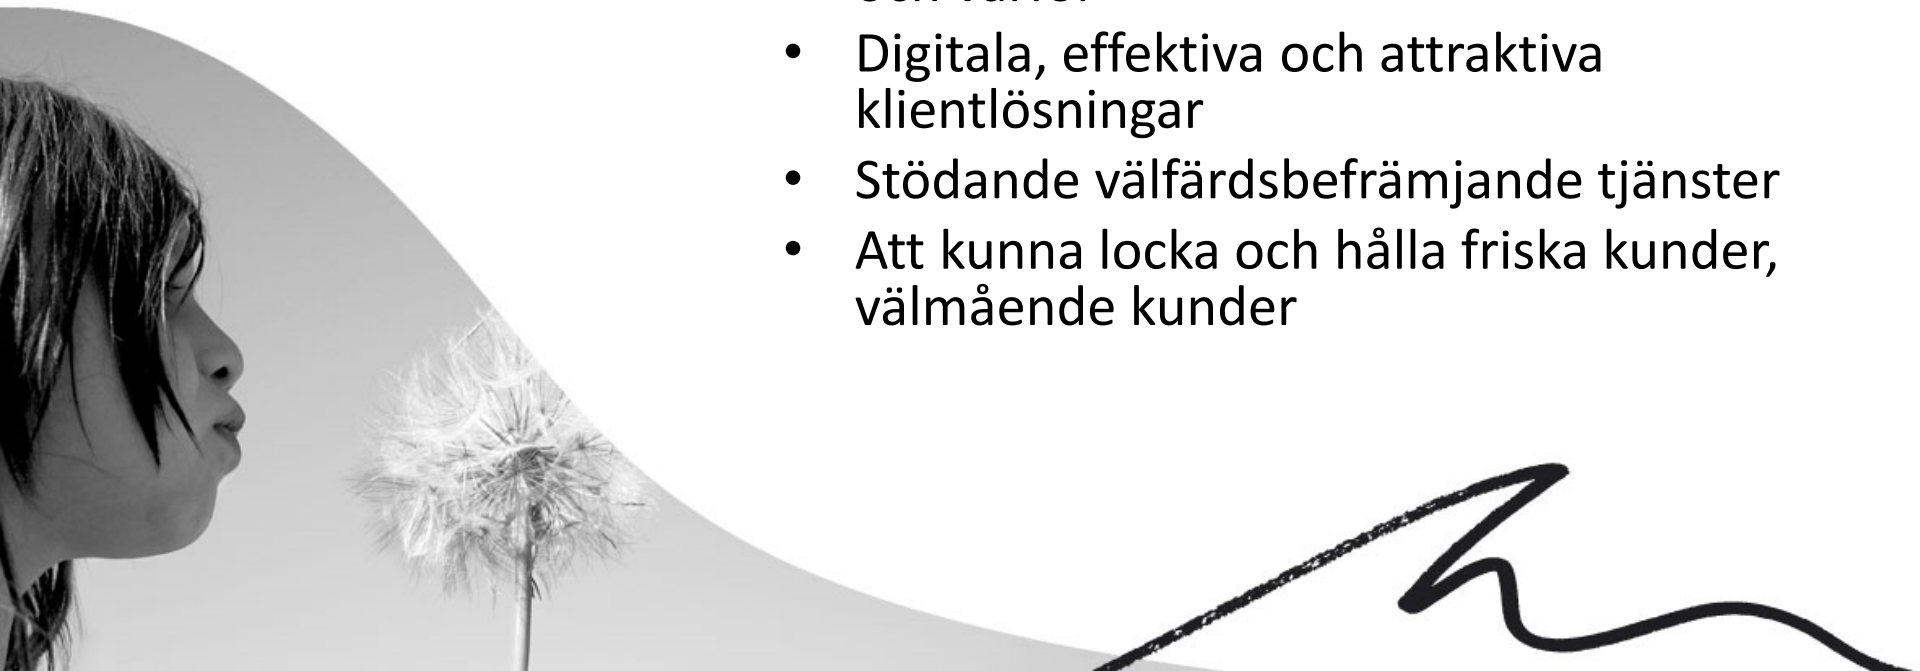 • Digitala, effektiva och attraktiva
klientlösningar
• Stödande välfärdsbefrämjande tjänster
• Att kunna locka och hålla friska kunder,
välmående kunder